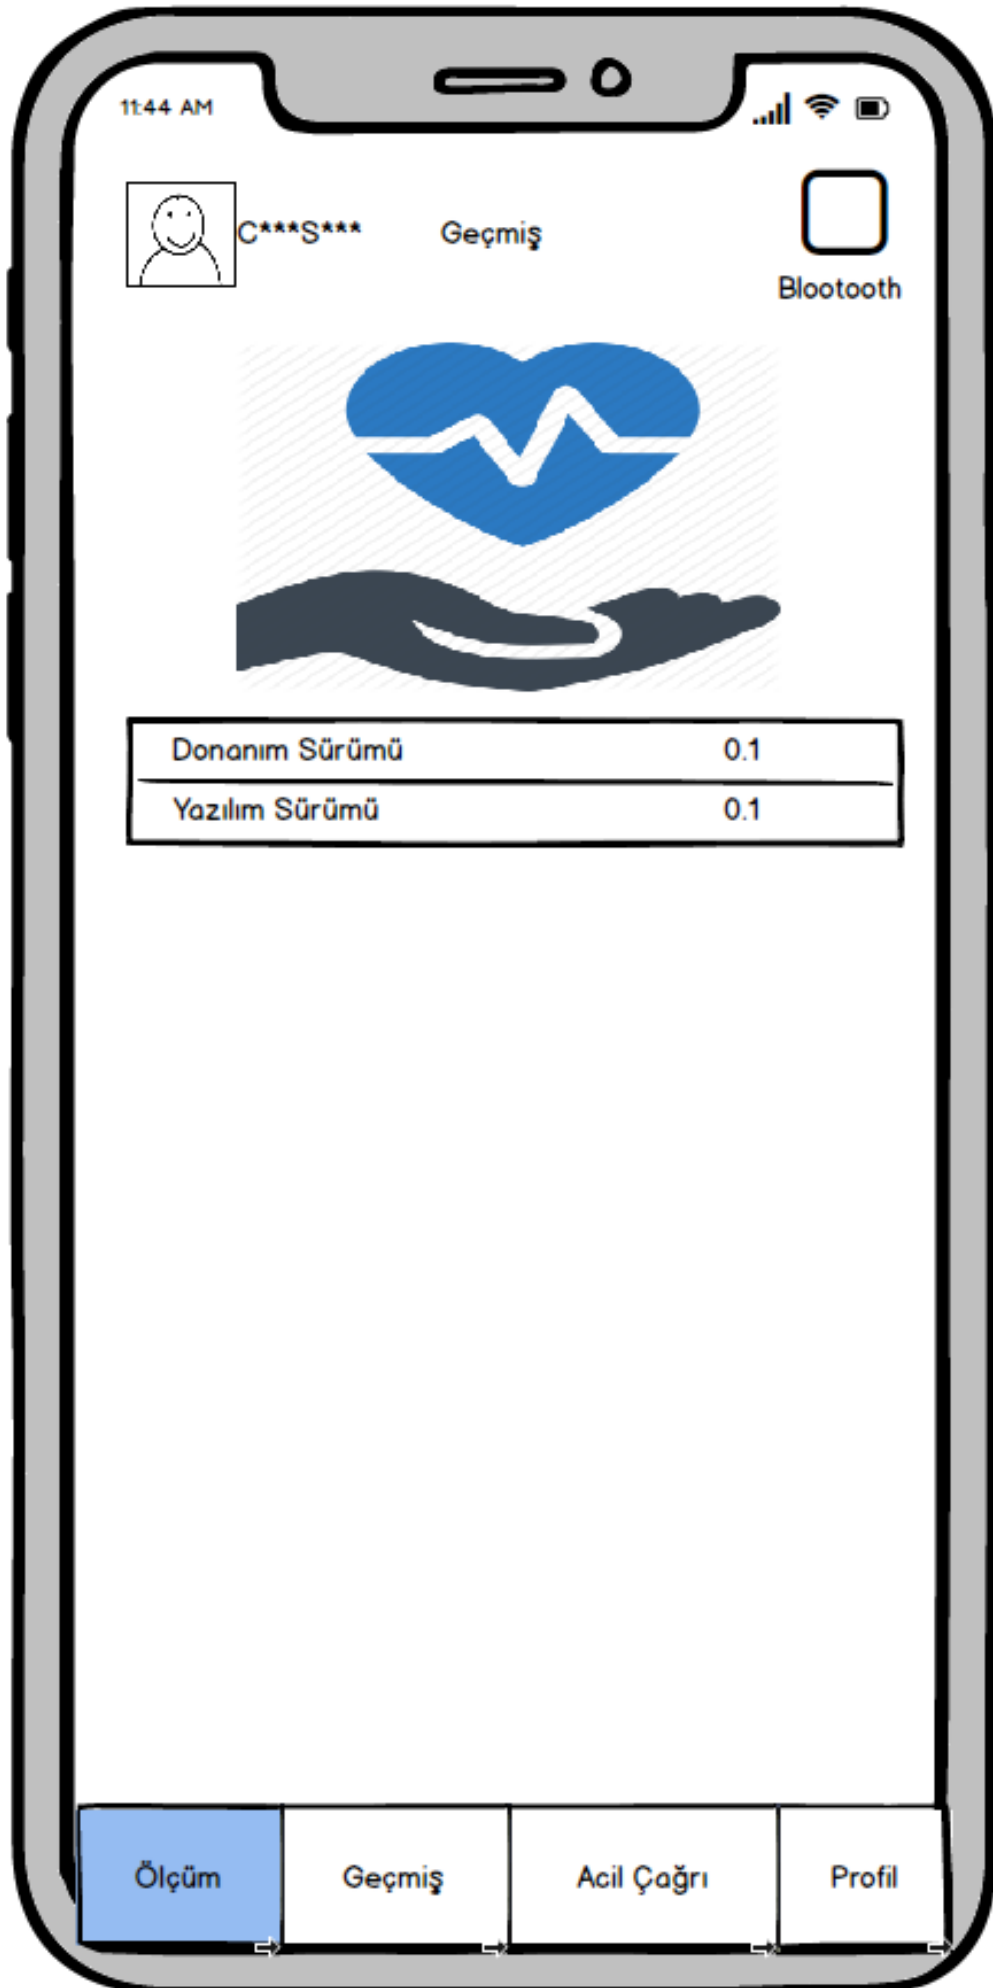 11:44 AM
C***S*** Geçmiş
Blootooth
Donanım Sürümü 0.1
Yazılım Sürümü 0.1
Ölçüm Geçmiş Acil Çağrı Profil